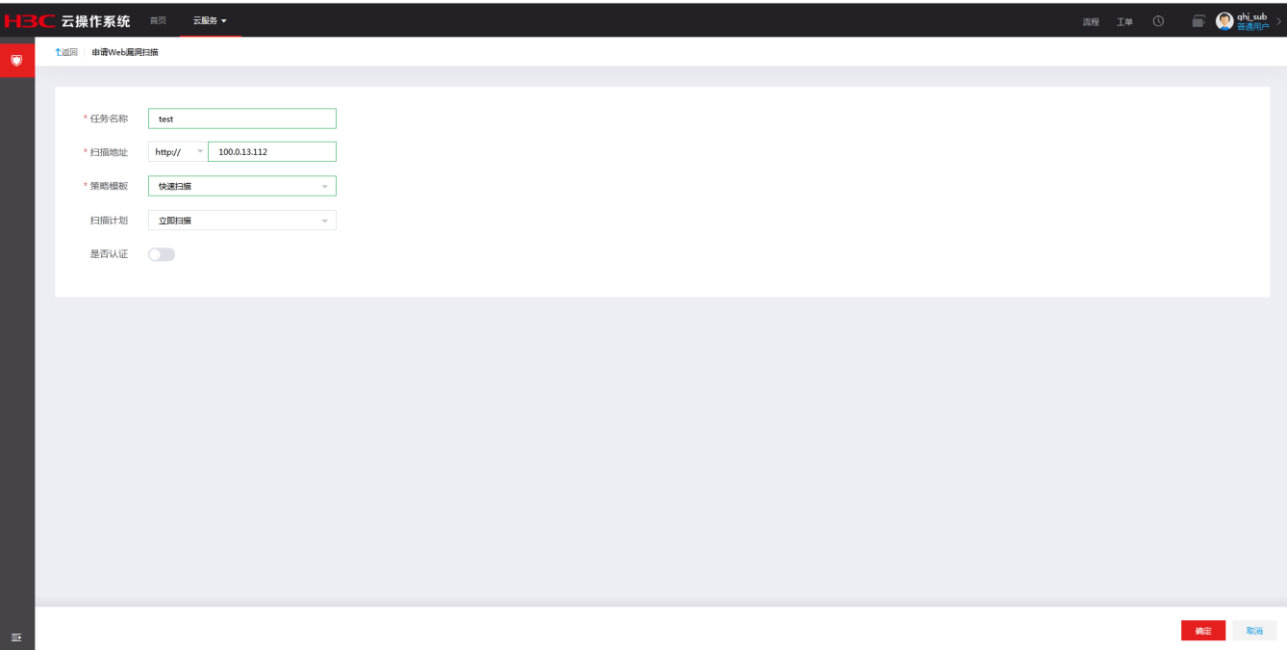 H3C 云操作系统 首页 云服务 流程 工单 qhj_sub
普通用户
返回 申请Web漏洞扫描
* 任务名称 test
* 扫描地址 http:// 100.0.13.112
* 策略模板 快速扫描
扫描计划 立即扫描
是否认证
确定 取消